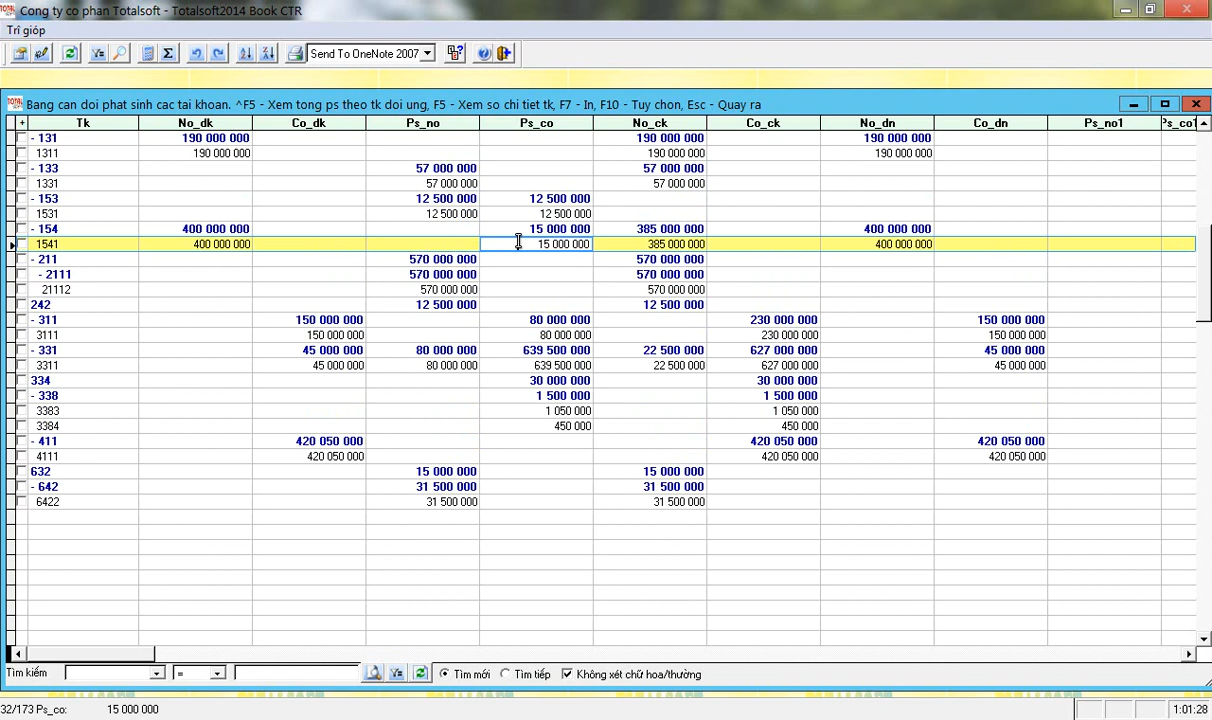 Cong ty co phan Totalsoft - Totalsoft2014 Book CTR
Trợ giúp
Send To OneNote 2007
Bang can doi phat sinh cac tai khoan. ^F5 - Xem tong ps theo tk doi ung, F5 - Xem so chi tiet tk, F7 - In, F10 - Tuy chon, Esc - Quay ra
+ Tk No_dk Co_dk Ps_no Ps_co No_ck Co_ck No_dn Co_dn Ps_no1 Ps_co1
- 131 190 000 000 190 000 000 190 000 000
1311 190 000 000 190 000 000 190 000 000
- 133 57 000 000 57 000 000
1331 57 000 000 57 000 000
- 153 12 500 000 12 500 000
1531 12 500 000 12 500 000
- 154 400 000 000 15 000 000 385 000 000 400 000 000
1541 400 000 000 15 000 000 385 000 000 400 000 000
- 211 570 000 000 570 000 000
- 2111 570 000 000 570 000 000
21112 570 000 000 570 000 000
242 12 500 000 12 500 000
- 311 150 000 000 80 000 000 230 000 000 150 000 000
3111 150 000 000 80 000 000 230 000 000 150 000 000
- 331 45 000 000 80 000 000 639 500 000 22 500 000 627 000 000 45 000 000
3311 45 000 000 80 000 000 639 500 000 22 500 000 627 000 000 45 000 000
334 30 000 000 30 000 000
- 338 1 500 000 1 500 000
3383 1 050 000 1 050 000
3384 450 000 450 000
- 411 420 050 000 420 050 000 420 050 000
4111 420 050 000 420 050 000 420 050 000
632 15 000 000 15 000 000
- 642 31 500 000 31 500 000
6422 31 500 000 31 500 000
Tìm kiếm = Tìm mới Tìm tiếp Không xét chữ hoa/thường
32/173 Ps_co: 15 000 000 1:01:28